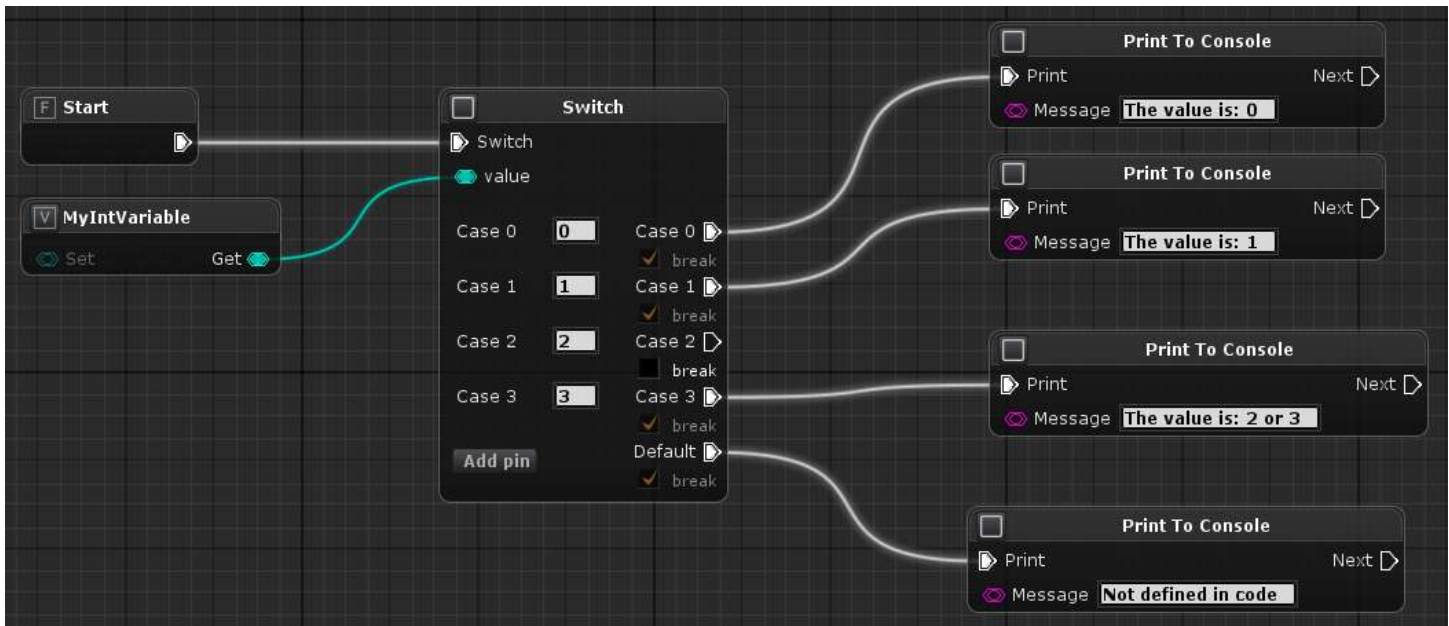 F Start
V MyIntVariable
Set Get
Switch
Switch
value
Case 0 0 Case 0
break
Case 1 1 Case 1
break
Case 2 2 Case 2
break
Case 3 3 Case 3
break
Add pin Default
break
Print To Console
Print Next
Message The value is: 0
Print To Console
Print Next
Message The value is: 1
Print To Console
Print Next
Message The value is: 2 or 3
Print To Console
Print Next
Message Not defined in code